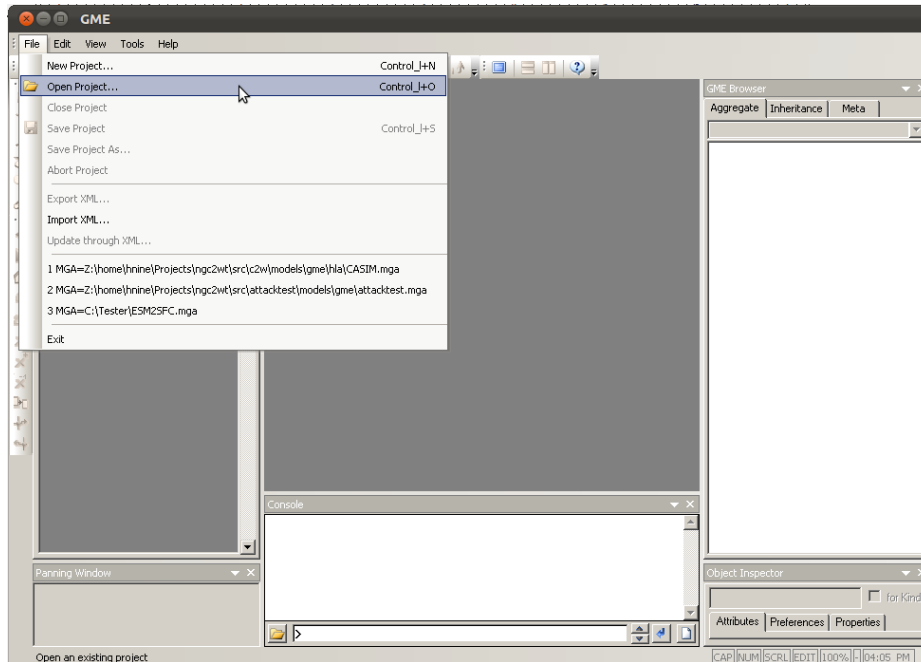 GME
File Edit View Tools Help
New Project... Control_l+N
Open Project... Control_l+O
Close Project
Save Project Control_l+S
Save Project As...
Abort Project
Export XML...
Import XML...
Update through XML...
1 MGA=Z:\home\hnine\Projects\ngc2wt\src\c2w\models\gme\hla\CASIM.mga
2 MGA=Z:\home\hnine\Projects\ngc2wt\src\attacktest\models\gme\attacktest.mga
3 MGA=C:\Tester\ESM2SFC.mga
Exit
GME Browser
Aggregate Inheritance Meta
Console
>
Panning Window
Object Inspector
for Kind
Attributes Preferences Properties
Open an existing project
CAP NUM SCRL EDIT 100% - 04:05 PM